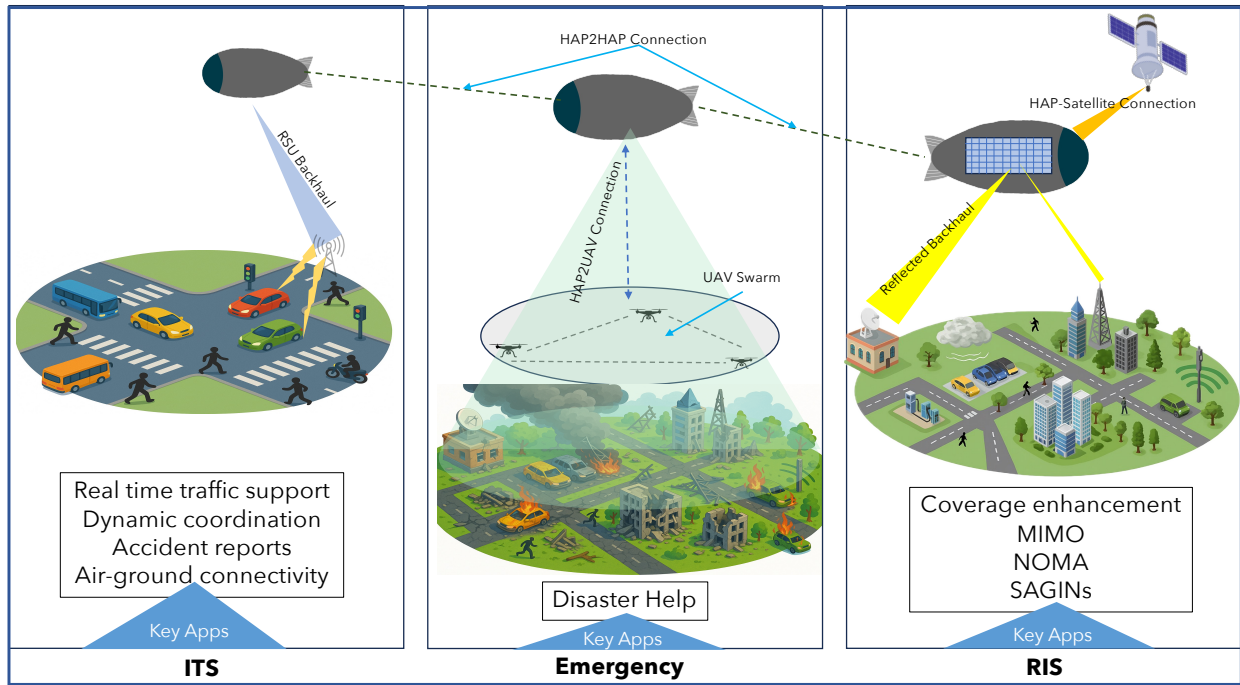 HAP2HAP Connection
HAP-Satellite Connection
RSU Backhaul
HAP2UAV Connection
UAV Swarm
Reflected Backhaul
Real time traffic support
Dynamic coordination
Accident reports
Air-ground connectivity
Key Apps
ITS
Disaster Help
Key Apps
Emergency
Coverage enhancement
MIMO
NOMA
SAGINs
Key Apps
RIS